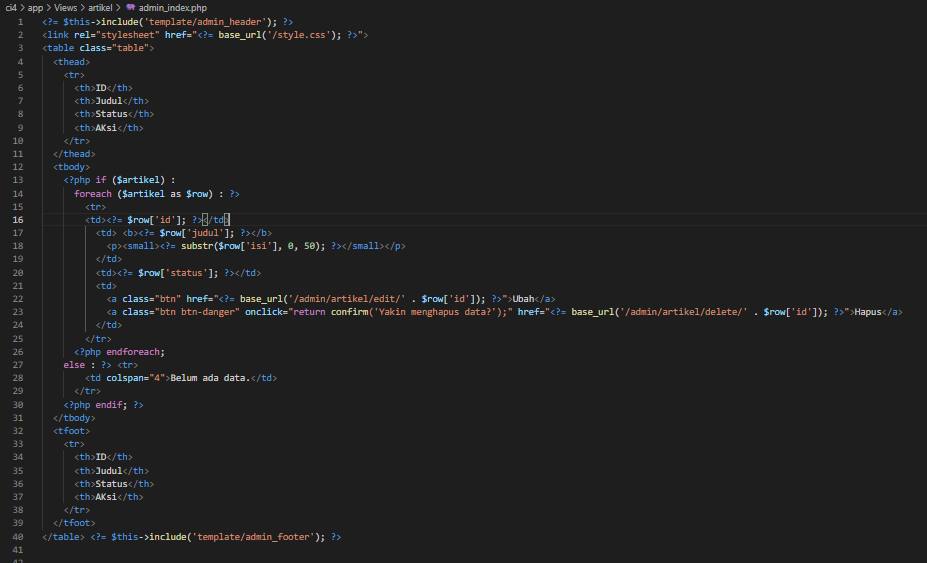 ci4 > app > Views > artikel > admin_index.php
1 <?= $this->include('template/admin_header'); ?>
2 <link rel="stylesheet" href="<?= base_url('/style.css'); ?>">
3 <table class="table">
4 <thead>
5 <tr>
6 <th>ID</th>
7 <th>Judul</th>
8 <th>Status</th>
9 <th>AKsi</th>
10 </tr>
11 </thead>
12 <tbody>
13 <?php if ($artikel) :
14 foreach ($artikel as $row) : ?>
15 <tr>
16 <td><?= $row['id']; ?></td>
17 <td> <b><?= $row['judul']; ?></b>
18 <p><small><?= substr($row['isi'], 0, 50); ?></small></p>
19 </td>
20 <td><?= $row['status']; ?></td>
21 <td>
22 <a class="btn" href="<?= base_url('/admin/artikel/edit/' . $row['id']); ?>">Ubah</a>
23 <a class="btn btn-danger" onclick="return confirm('Yakin menghapus data?');" href="<?= base_url('/admin/artikel/delete/' . $row['id']); ?>">Hapus</a>
24 </td>
25 </tr>
26 <?php endforeach;
27 else : ?> <tr>
28 <td colspan="4">Belum ada data.</td>
29 </tr>
30 <?php endif; ?>
31 </tbody>
32 <tfoot>
33 <tr>
34 <th>ID</th>
35 <th>Judul</th>
36 <th>Status</th>
37 <th>AKsi</th>
38 </tr>
39 </tfoot>
40 </table> <?= $this->include('template/admin_footer'); ?>
41
42